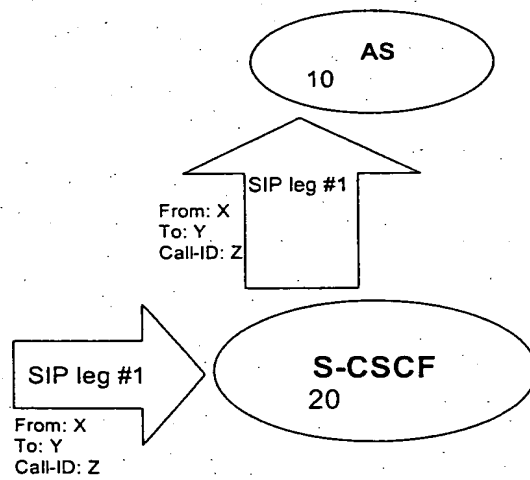 AS
10
SIP leg #1
From: X
To: Y
Call-ID: Z
S-CSCF
20
SIP leg #1
From: X
To: Y
Call-ID: Z